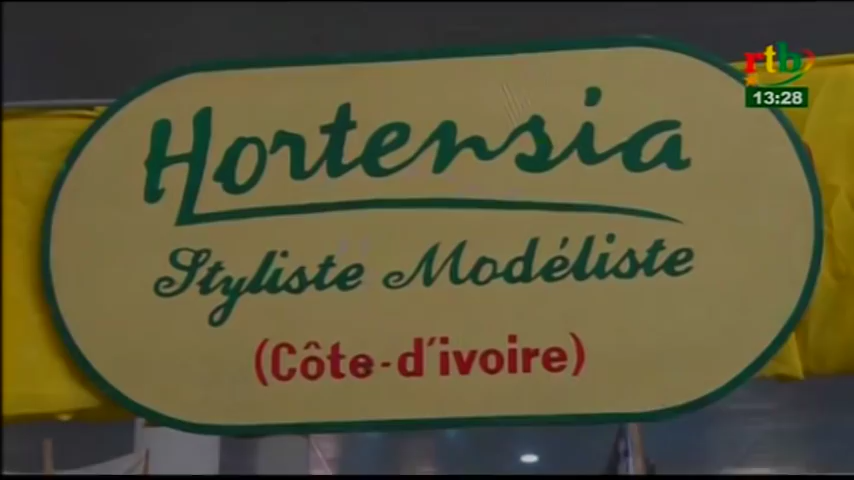 rtb
13:28
Hortensia
Styliste Modéliste
(Côte-d'ivoire)